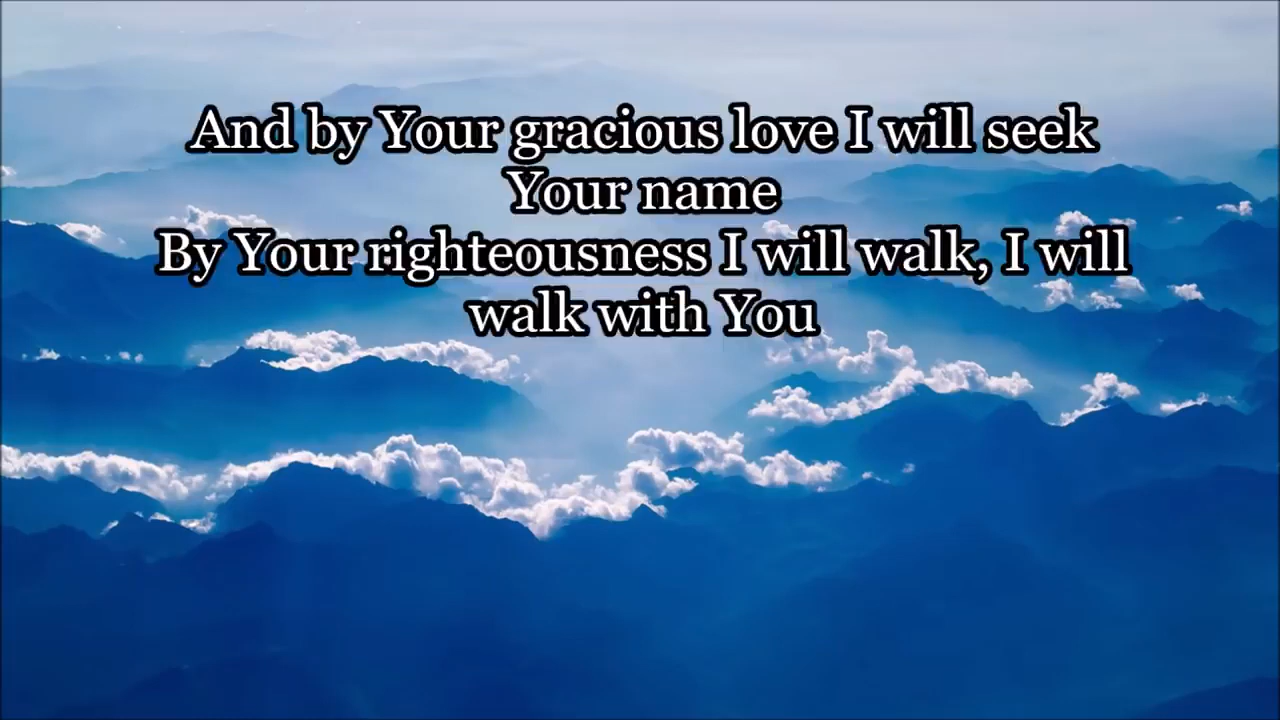 And by Your gracious love I will seek
Your name
By Your righteousness I will walk, I will
walk with You